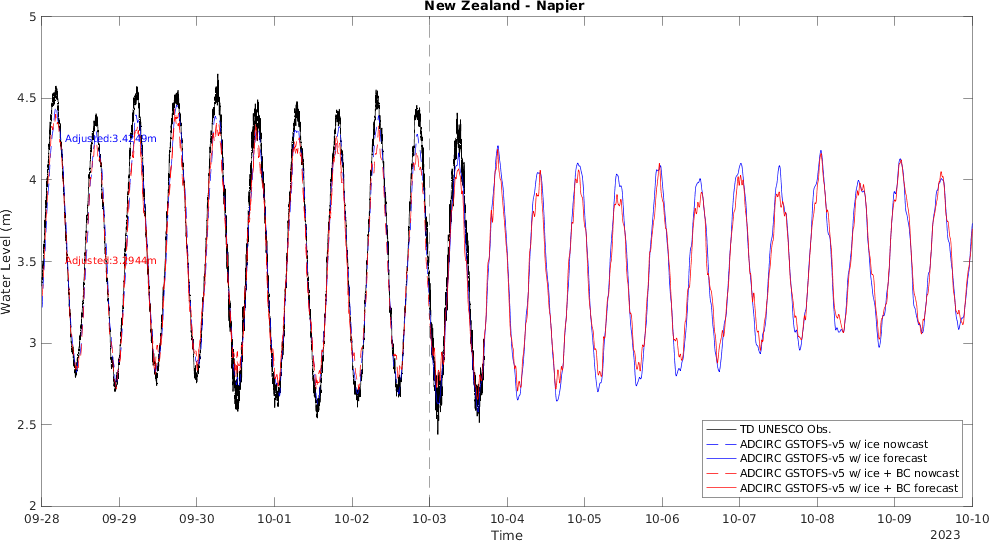 New Zealand - Napier
5
4.5
4
3.5
3
2.5
2
Water Level (m)
Adjusted:3.4249m
Adjusted:3.2944m
TD UNESCO Obs.
ADCIRC GSTOFS-v5 w/ ice nowcast
ADCIRC GSTOFS-v5 w/ ice forecast
ADCIRC GSTOFS-v5 w/ ice + BC nowcast
ADCIRC GSTOFS-v5 w/ ice + BC forecast
09-28 09-29 09-30 10-01 10-02 10-03 10-04 10-05 10-06 10-07 10-08 10-09 10-10
Time
2023